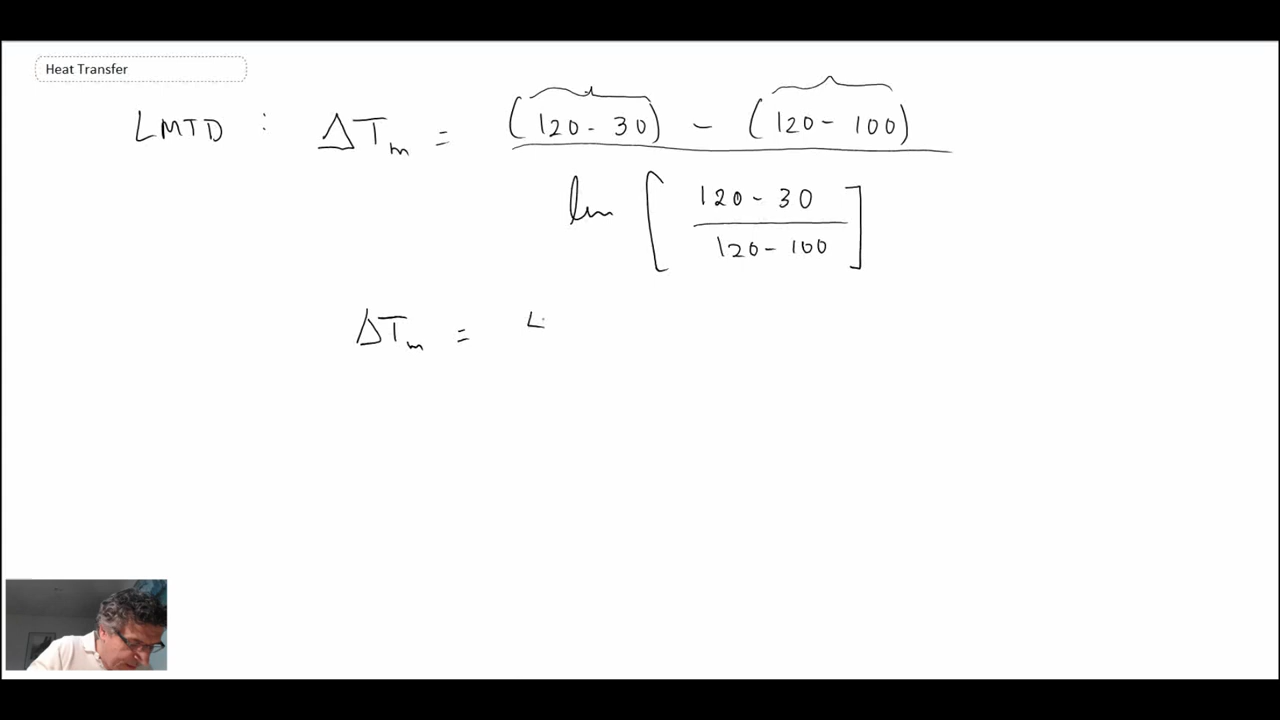 Heat Transfer
LMTD : ΔTm = (120 - 30) - (120 - 100)
ln [ 120 - 30
120 - 100 ]
ΔTm =